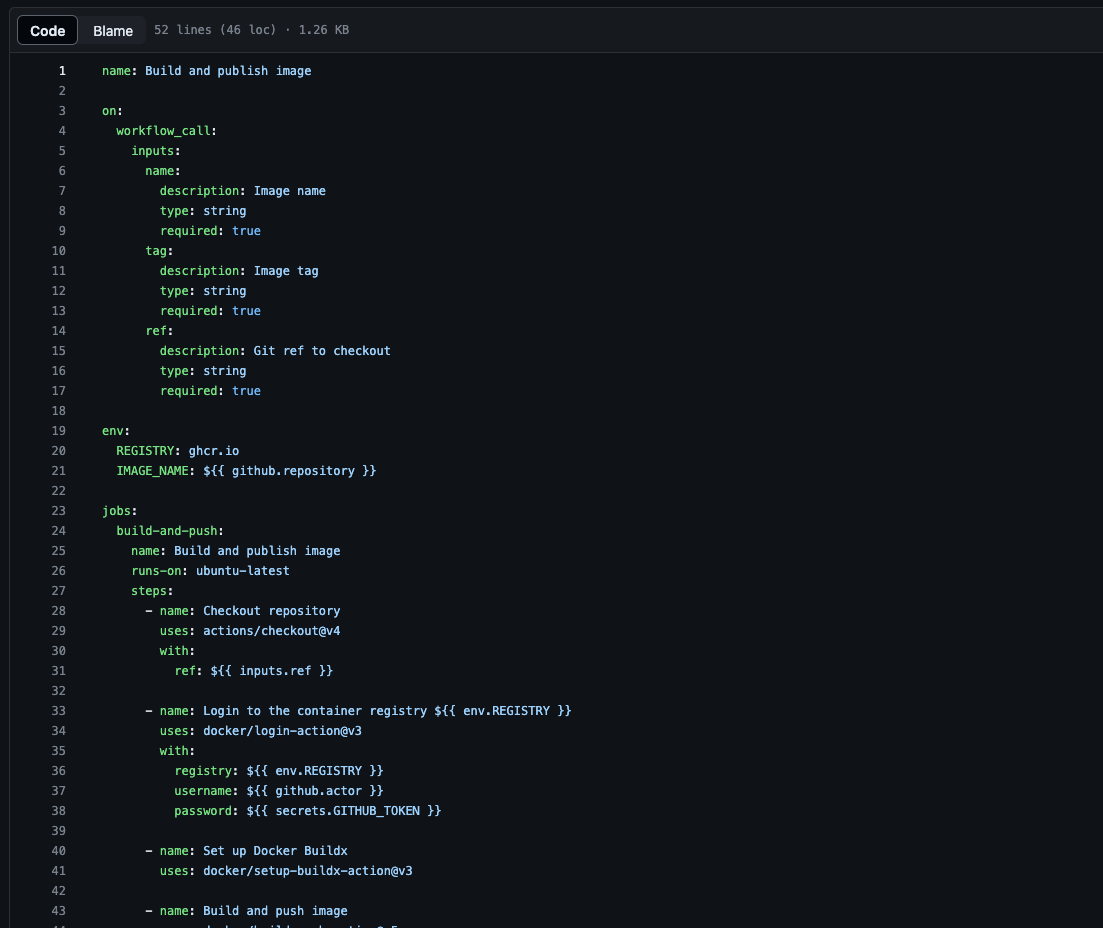 Code Blame 52 lines (46 loc) · 1.26 KB
1 name: Build and publish image
2
3 on:
4 workflow_call:
5 inputs:
6 name:
7 description: Image name
8 type: string
9 required: true
10 tag:
11 description: Image tag
12 type: string
13 required: true
14 ref:
15 description: Git ref to checkout
16 type: string
17 required: true
18
19 env:
20 REGISTRY: ghcr.io
21 IMAGE_NAME: ${{ github.repository }}
22
23 jobs:
24 build-and-push:
25 name: Build and publish image
26 runs-on: ubuntu-latest
27 steps:
28 - name: Checkout repository
29 uses: actions/checkout@v4
30 with:
31 ref: ${{ inputs.ref }}
32
33 - name: Login to the container registry ${{ env.REGISTRY }}
34 uses: docker/login-action@v3
35 with:
36 registry: ${{ env.REGISTRY }}
37 username: ${{ github.actor }}
38 password: ${{ secrets.GITHUB_TOKEN }}
39
40 - name: Set up Docker Buildx
41 uses: docker/setup-buildx-action@v3
42
43 - name: Build and push image